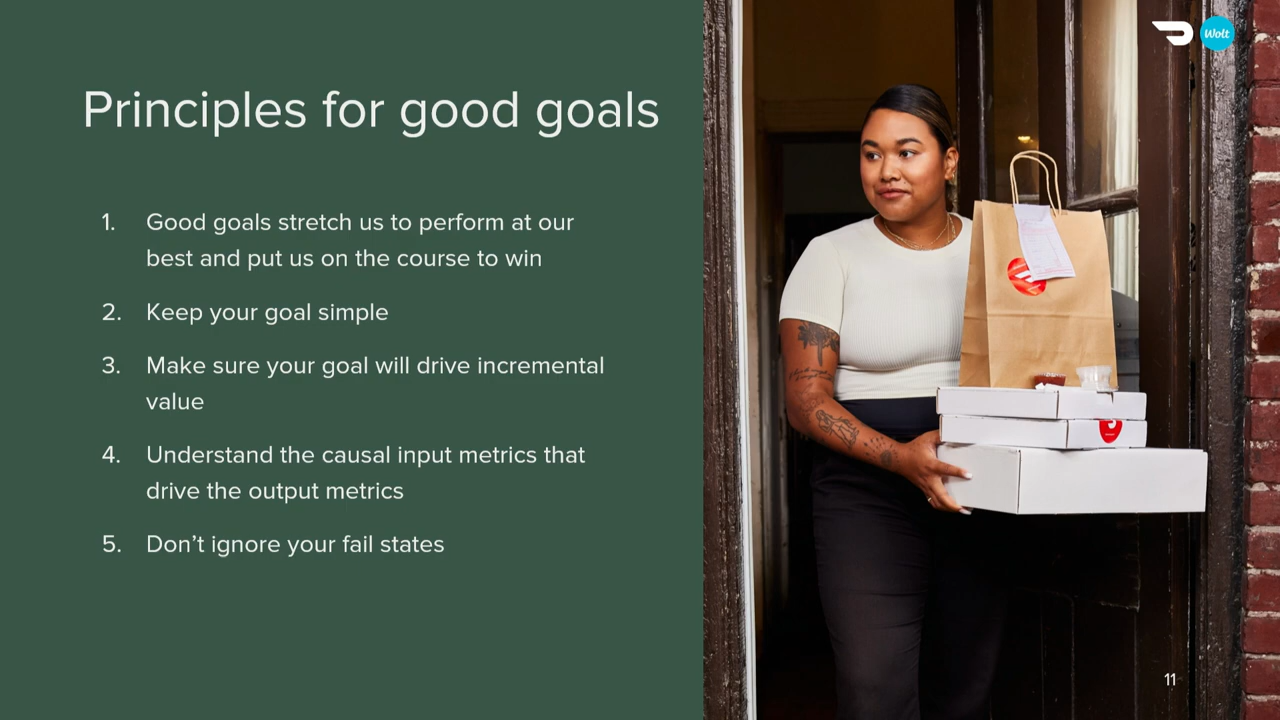 Wolt
Principles for good goals
1. Good goals stretch us to perform at our
best and put us on the course to win
2. Keep your goal simple
3. Make sure your goal will drive incremental
value
4. Understand the causal input metrics that
drive the output metrics
5. Don’t ignore your fail states
11